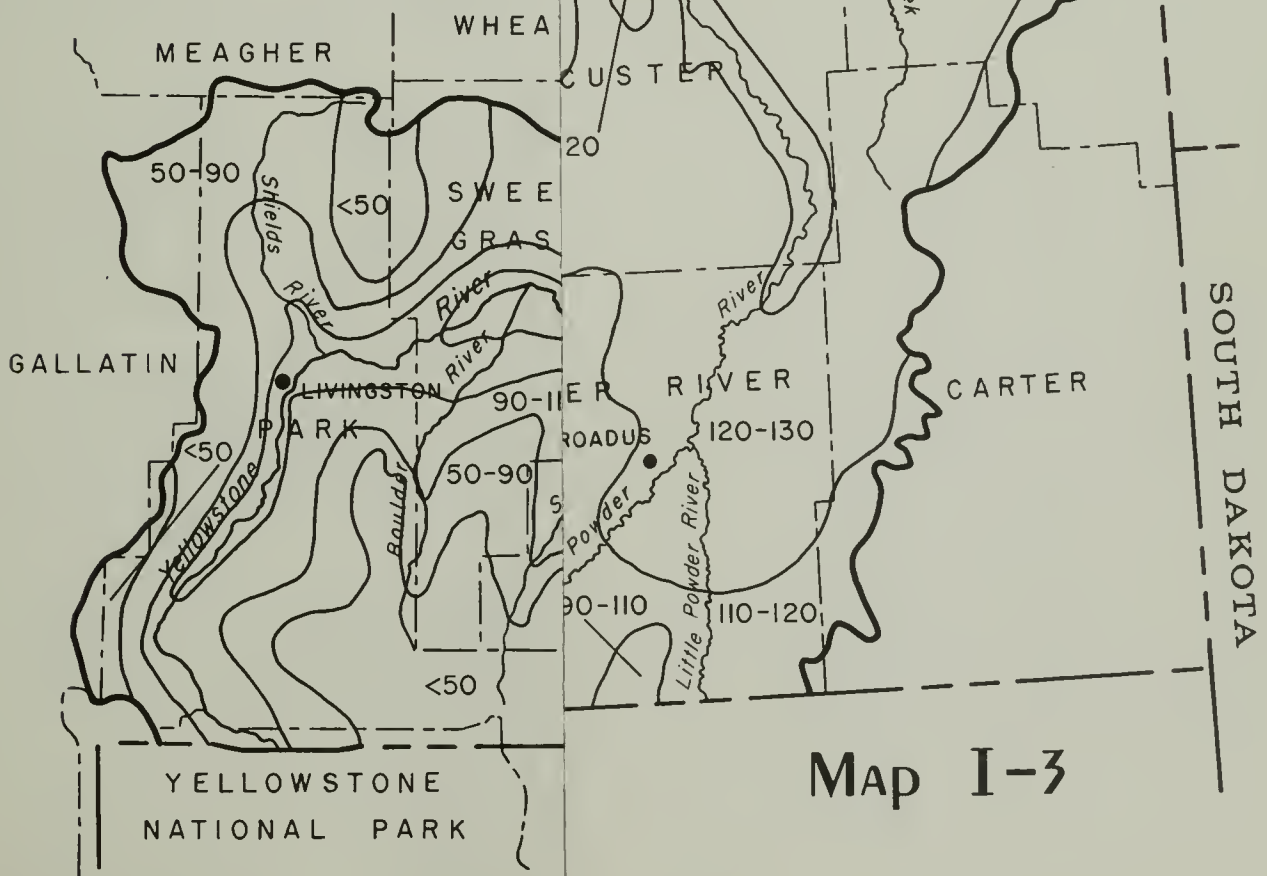 WHEA
MEAGHER
CUSTER
20
50-90
<50
SWEE
GRAS
Shields
River
River
River
River
GALLATIN
LIVINGSTON
PARK
90-11
ER
RIVER
CARTER
SOUTH DAKOTA
<50
Yellowstone
Boulder
50-90
S
ROADUS
120-130
Powder
Little Powder River
90-110
110-120
<50
YELLOWSTONE
NATIONAL PARK
MAP I-3